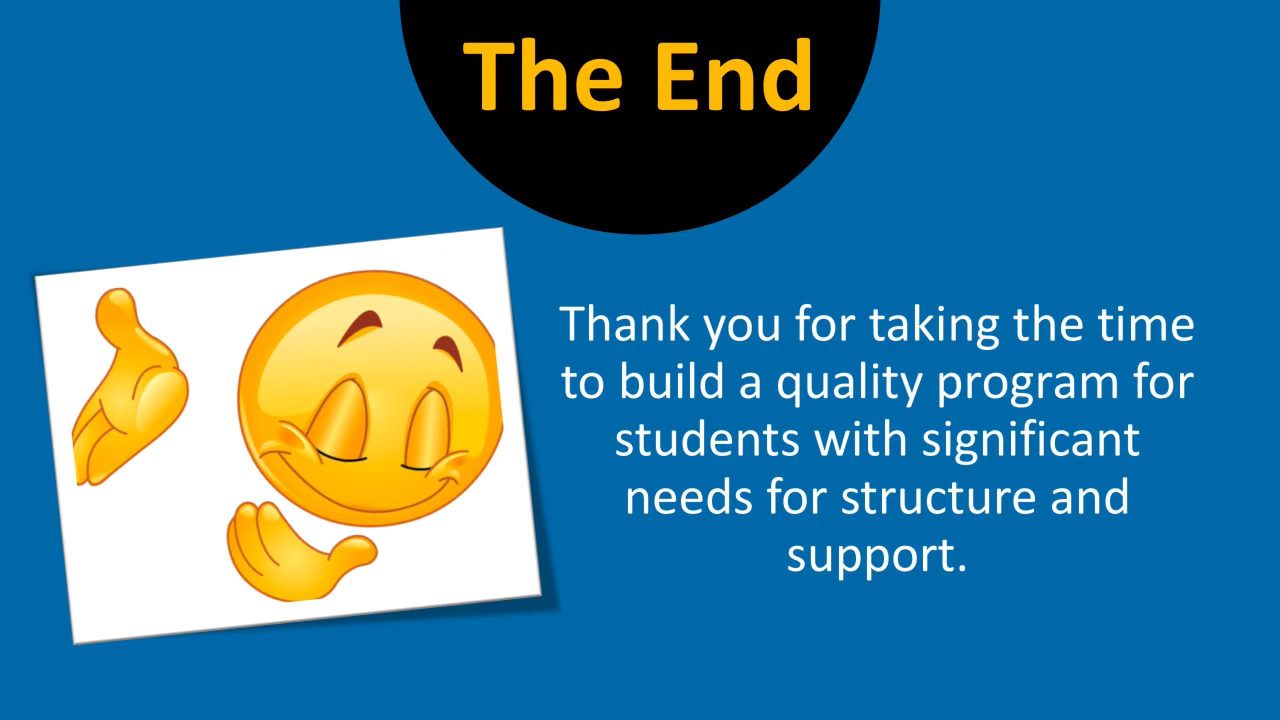 The End
Thank you for taking the time
to build a quality program for
students with significant
needs for structure and
support.